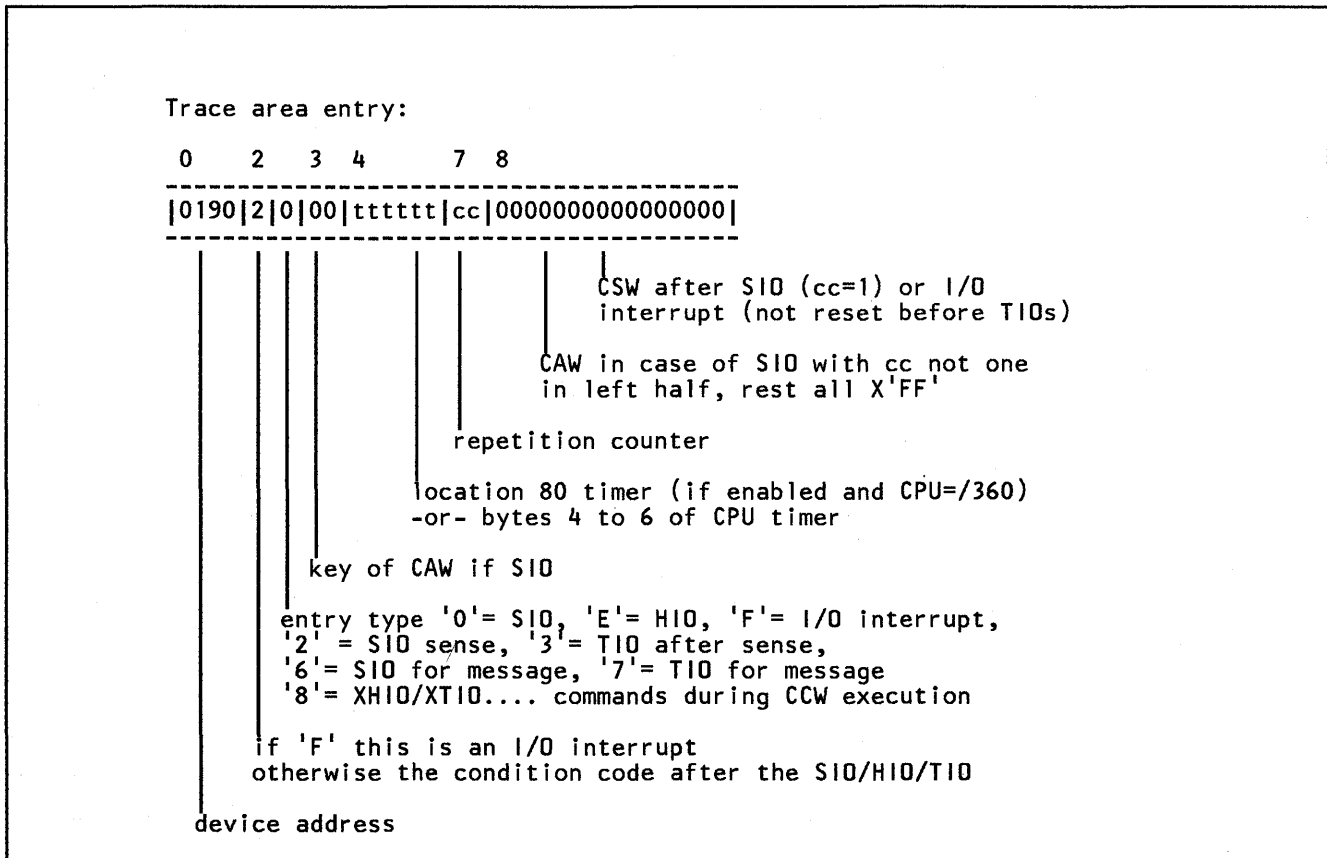 Trace area entry:
0 2 3 4 7 8
|0190|2|0|00|tttttt|cc|0000000000000000|
CSW after SIO (cc=1) or I/O
interrupt (not reset before TIOs)
CAW in case of SIO with cc not one
in left half, rest all X'FF'
repetition counter
location 80 timer (if enabled and CPU=/360)
-or- bytes 4 to 6 of CPU timer
key of CAW if SIO
entry type '0'= SIO, 'E'= HIO, 'F'= I/O interrupt,
'2' = SIO sense, '3'= TIO after sense,
'6'= SIO for message, '7'= TIO for message
'8'= XHIO/XTIO.... commands during CCW execution
if 'F' this is an I/O interrupt
otherwise the condition code after the SIO/HIO/TIO
device address